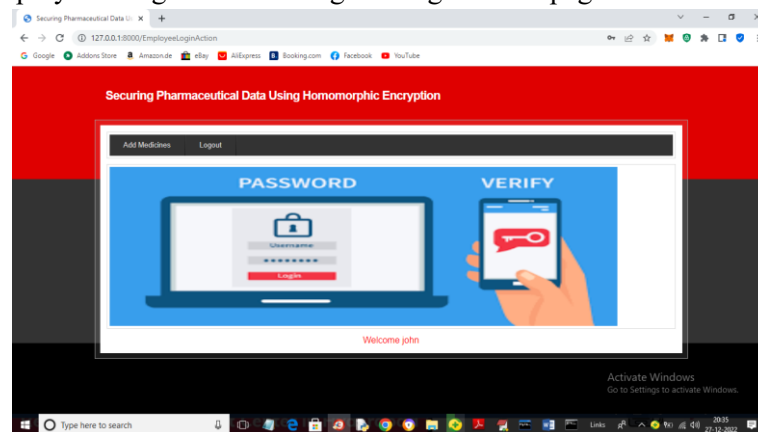 Securing Pharmaceutical Data U
127.0.0.1:8000/EmployeeLoginAction
Google Addons Store Amazon.de eBay AliExpress Booking.com Facebook YouTube
Securing Pharmaceutical Data Using Homomorphic Encryption
Add Medicines Logout
PASSWORD VERIFY
Username
********
Login
Welcome john
Activate Windows
Go to Settings to activate Windows.
Type here to search
Links
20:35
27-12-2022